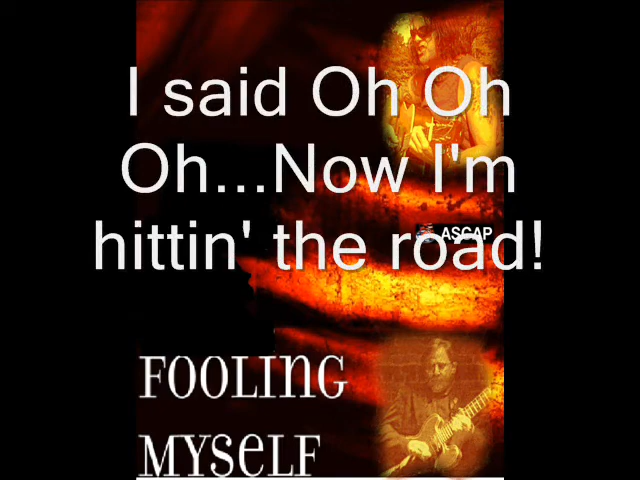 I said Oh Oh
Oh...Now I'm
hittin' the road!
ASCAP
FOOLING
MYSELF